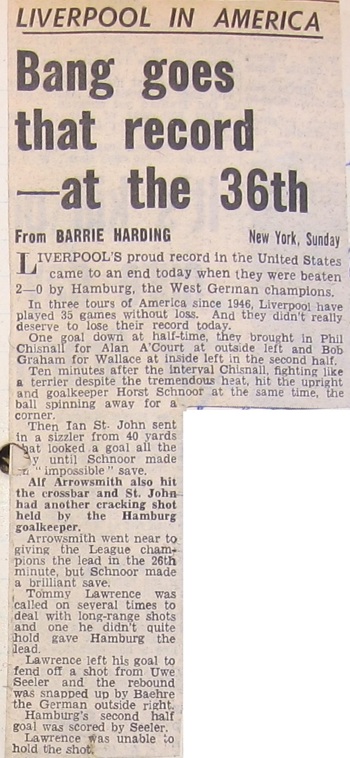 LIVERPOOL IN AMERICA
Bang goes
that record
—at the 36th
From BARRIE HARDING New York, Sunday
LIVERPOOL'S proud record in the United States
came to an end today when they were beaten
2—0 by Hamburg, the West German champions.
In three tours of America since 1946, Liverpool have
played 35 games without loss. And they didn't really
deserve to lose their record today.
One goal down at half-time, they brought in Phil
Chisnall for Alan A'Court at outside left and Bob
Graham for Wallace at inside left in the second half.
Ten minutes after the interval Chisnall, fighting like
a terrier despite the tremendous heat, hit the upright
and goalkeeper Horst Schnoor at the same time, the
ball spinning away for a
corner.
Then Ian St. John sent
in a sizzler from 40 yards
that looked a goal all the
y until Schnoor made
"impossible" save.
Alf Arrowsmith also hit
the crossbar and St. John
had another cracking shot
held by the Hamburg
goalkeeper.
Arrowsmith went near to
giving the League cham-
pions the lead in the 26th
minute, but Schnoor made
a brilliant save.
Tommy Lawrence was
called on several times to
deal with long-range shots
and one he didn't quite
hold gave Hamburg the
lead.
Lawrence left his goal to
fend off a shot from Uwe
Seeler and the rebound
was snapped up by Baehre
the German outside right.
Hamburg's second half
goal was scored by Seeler.
Lawrence was unable to
hold the shot.